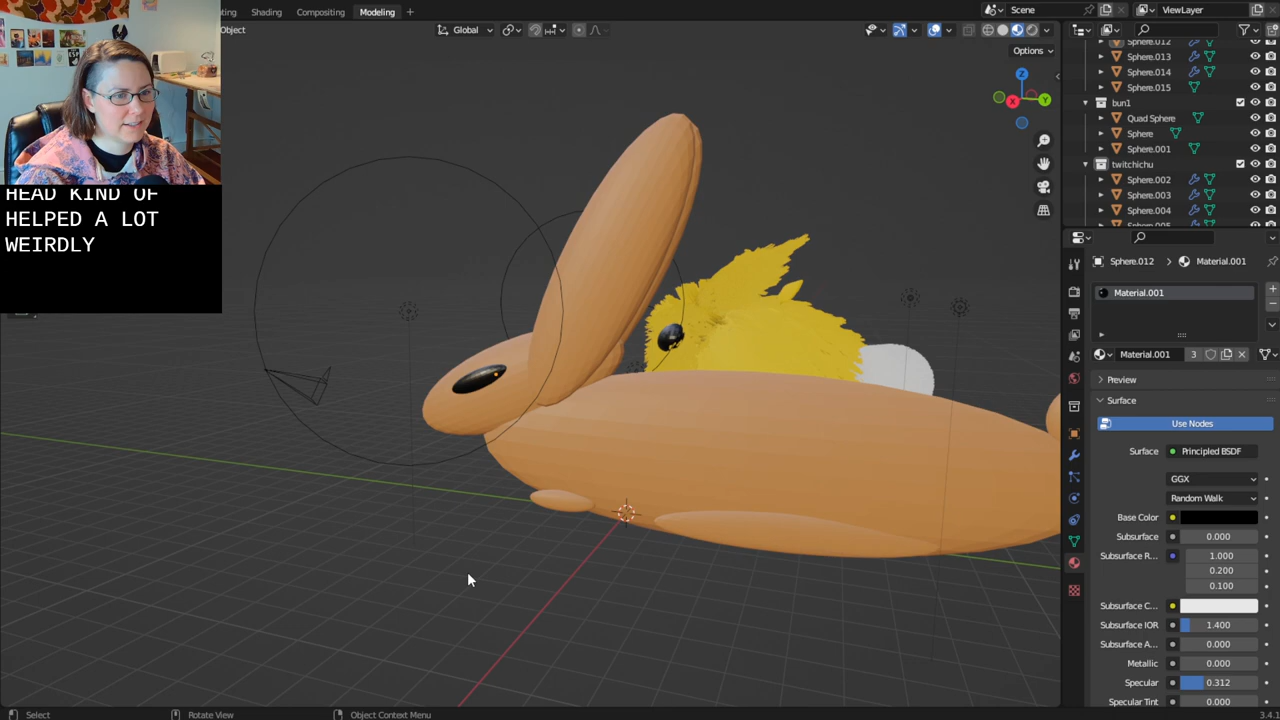 ting Shading Compositing Modeling +
Scene
ViewLayer
Object
Global
Options
Z
X
Y
HEAD KIND OF
HELPED A LOT
WEIRDLY
Sphere.012
Sphere.013
Sphere.014
Sphere.015
bun1
Quad Sphere
Sphere
Sphere.001
twitchichu
Sphere.002
Sphere.003
Sphere.004
Sphere.012 > Material.001
Material.001
Material.001 3
Preview
Surface
Use Nodes
Surface Principled BSDF
GGX
Random Walk
Base Color
Subsurface 0.000
Subsurface R... 1.000
0.200
0.100
Subsurface C...
Subsurface IOR 1.400
Subsurface A... 0.000
Metallic 0.000
Specular 0.312
Specular Tint 0.000
Select Rotate View Object Context Menu 3.4.1